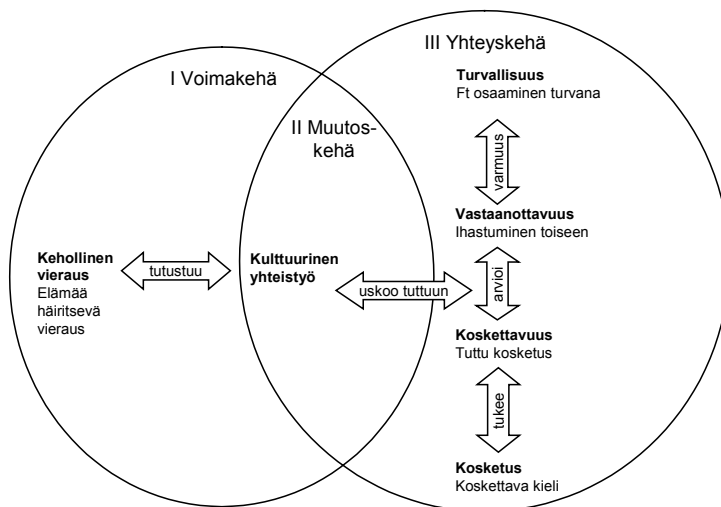 I Voimakehä
II Muutos-
kehä
III Yhteyskehä
Kehollinen
vieraus
Elämää
häiritsevä
vieraus
tutustuu
Kulttuurinen
yhteistyö
uskoo tuttuun
Turvallisuus
Ft osaaminen turvana
varmuus
Vastaanottavuus
Ihastuminen toiseen
arvioi
Koskettavuus
Tuttu kosketus
tukee
Kosketus
Koskettava kieli